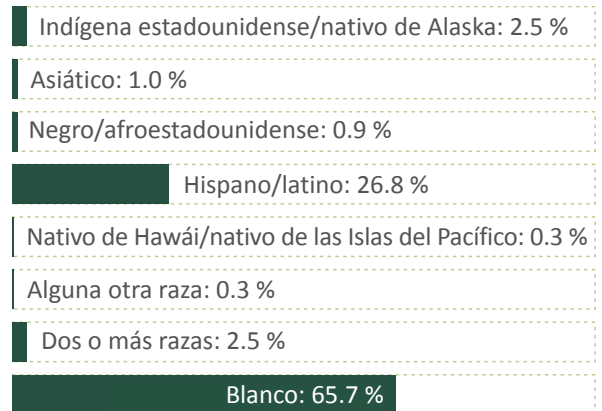 Indígena estadounidense/nativo de Alaska: 2.5 %
Asiático: 1.0 %
Negro/afroestadounidense: 0.9 %
Hispano/latino: 26.8 %
Nativo de Hawái/nativo de las Islas del Pacífico: 0.3 %
Alguna otra raza: 0.3 %
Dos o más razas: 2.5 %
Blanco: 65.7 %